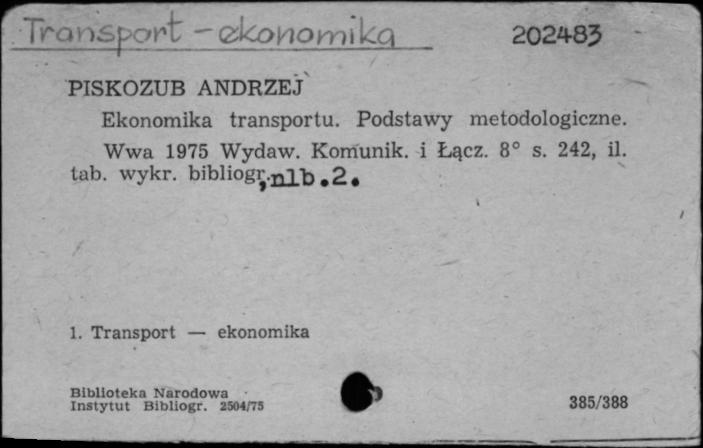 Transport - ekonomika 202483
PISKOZUB ANDRZEJ
Ekonomika transportu. Podstawy metodologiczne.
Wwa 1975 Wydaw. Komunik. i Łącz. 8° s. 242, il.
tab. wykr. bibliogr., nlb.2.
1. Transport — ekonomika
Biblioteka Narodowa
Instytut Bibliogr. 2504/75 385/388